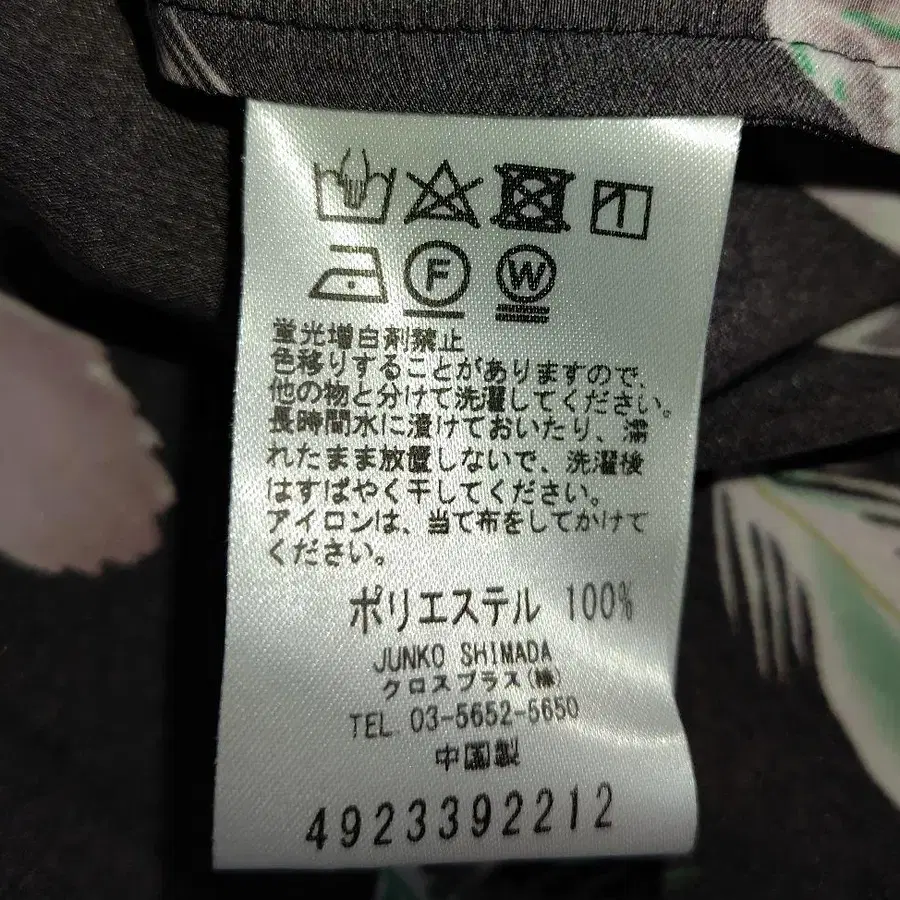 F W
蛍光増白剤禁止
色移りすることがありますので、
他の物と分けて洗濯してください。
長時間水に漬けておいたり、濡
れたまま放置しないで、洗濯後
はすばやく干してください。
アイロンは、当て布をしてかけて
ください。
ポリエステル 100%
JUNKO SHIMADA
クロスプラス(株)
TEL 03-5652-5650
中国製
4923392212